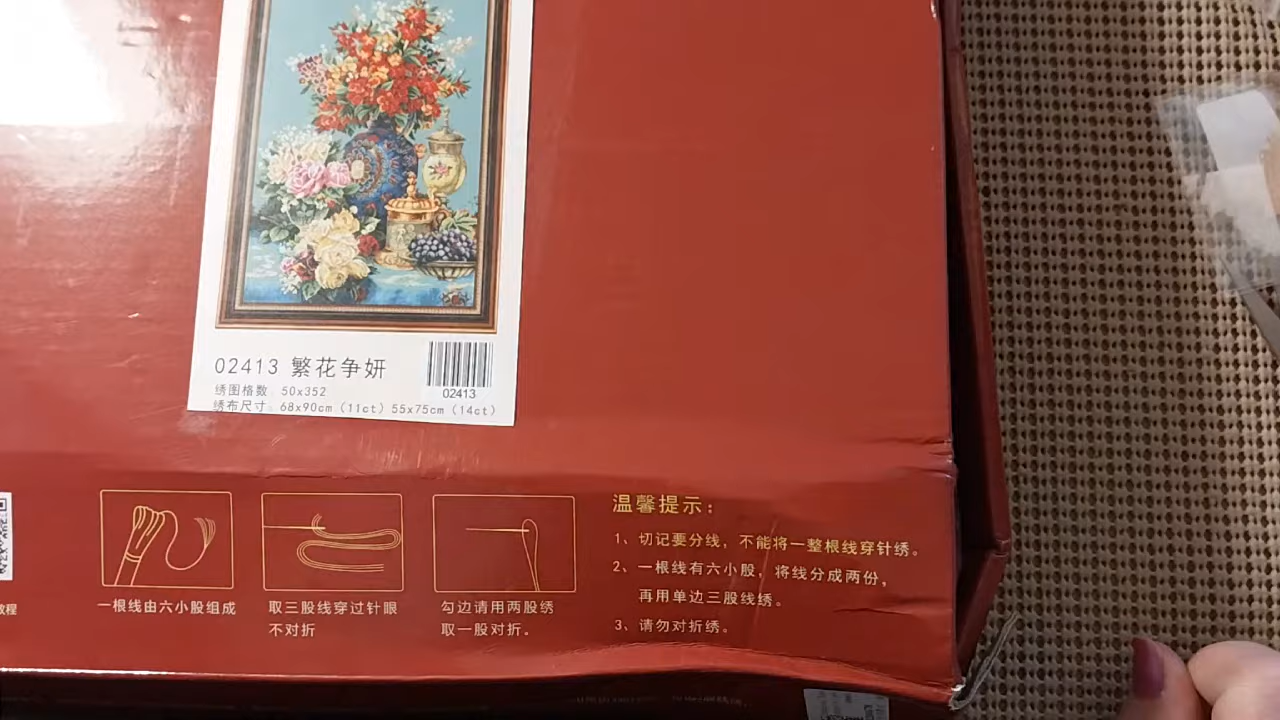 02413 繁花争妍
绣图格数：50x352
绣布尺寸：68x90cm（11ct）55x75cm（14ct）
02413
教程
一根线由六小股组成
取三股线穿过针眼
不对折
勾边请用两股绣
取一股对折。
温馨提示：
1、切记要分线，不能将一整根线穿针绣。
2、一根线有六小股，将线分成两份，
再用单边三股线绣。
3、请勿对折绣。